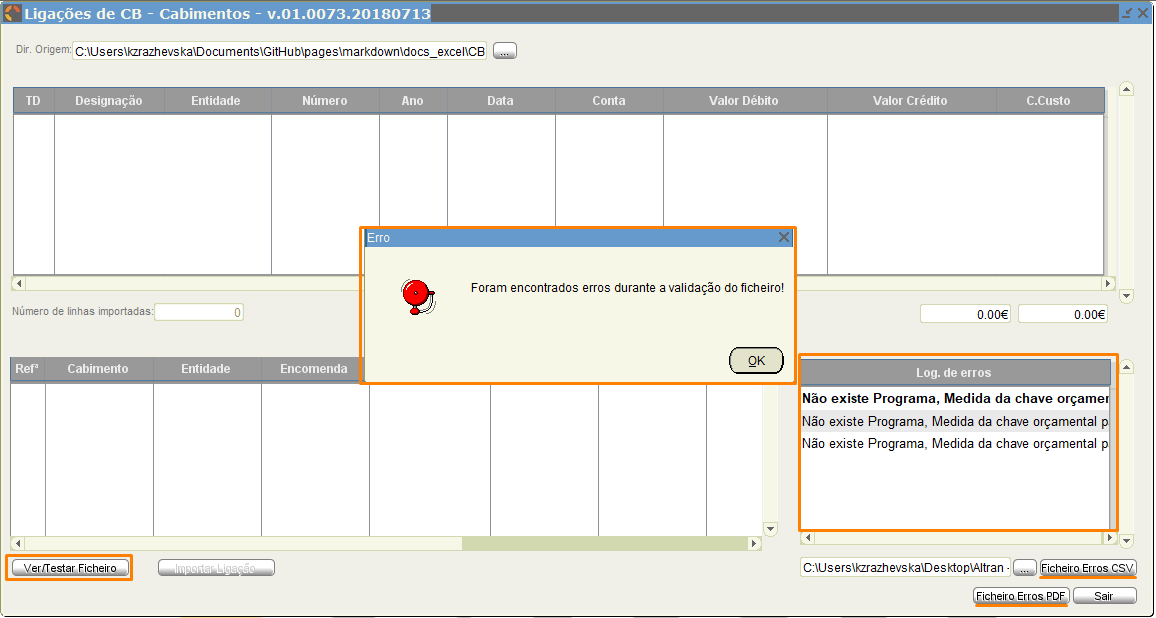 Ligações de CB - Cabimentos - v.01.0073.20180713
Dir. Origem: C:\Users\kzrazhevska\Documents\GitHub\pages\markdown\docs_excel\CB ...
TD Designação Entidade Número Ano Data Conta Valor Débito Valor Crédito C.Custo
Erro
Foram encontrados erros durante a validação do ficheiro!
OK
Número de linhas importadas: 0 0.00€ 0.00€
Refª Cabimento Entidade Encomenda
Log. de erros
Não existe Programa, Medida da chave orçamen
Não existe Programa, Medida da chave orçamental p
Não existe Programa, Medida da chave orçamental p
Ver/Testar Ficheiro Importar Ligação C:\Users\kzrazhevska\Desktop\Altran - ... Ficheiro Erros CSV
Ficheiro Erros PDF Sair